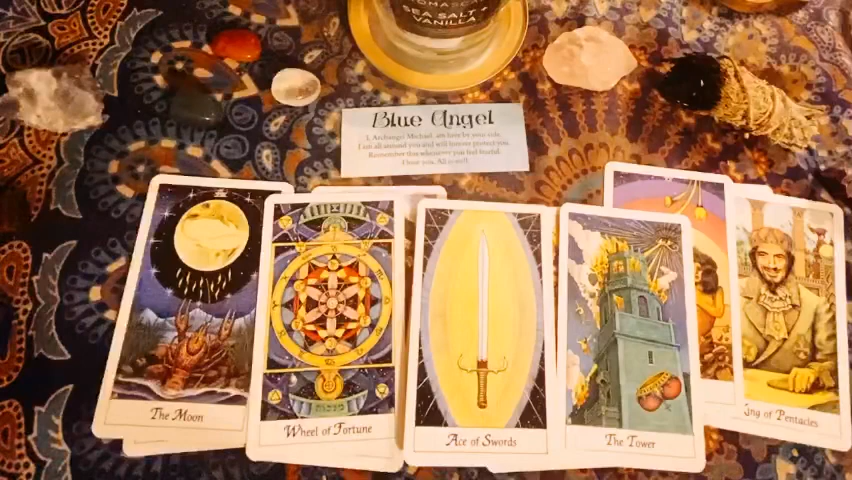 SEA SALT +
VANILLA
Blue Angel
I, Archangel Michael, am here by your side.
I am all around you and will forever protect you.
Remember this whenever you feel fearful.
I love you. All is well!
The Moon
Wheel of Fortune
Ace of Swords
The Tower
King of Pentacles